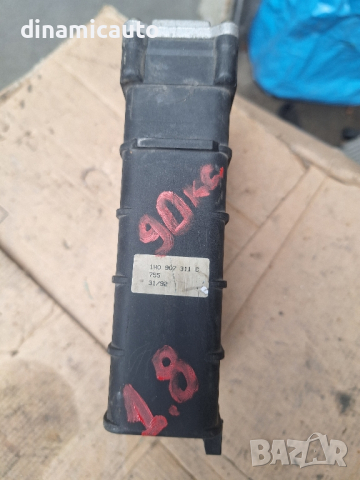 dinamicauto
90кс.
1H0 907 311 C
755
31/92
1.8
BAZAR